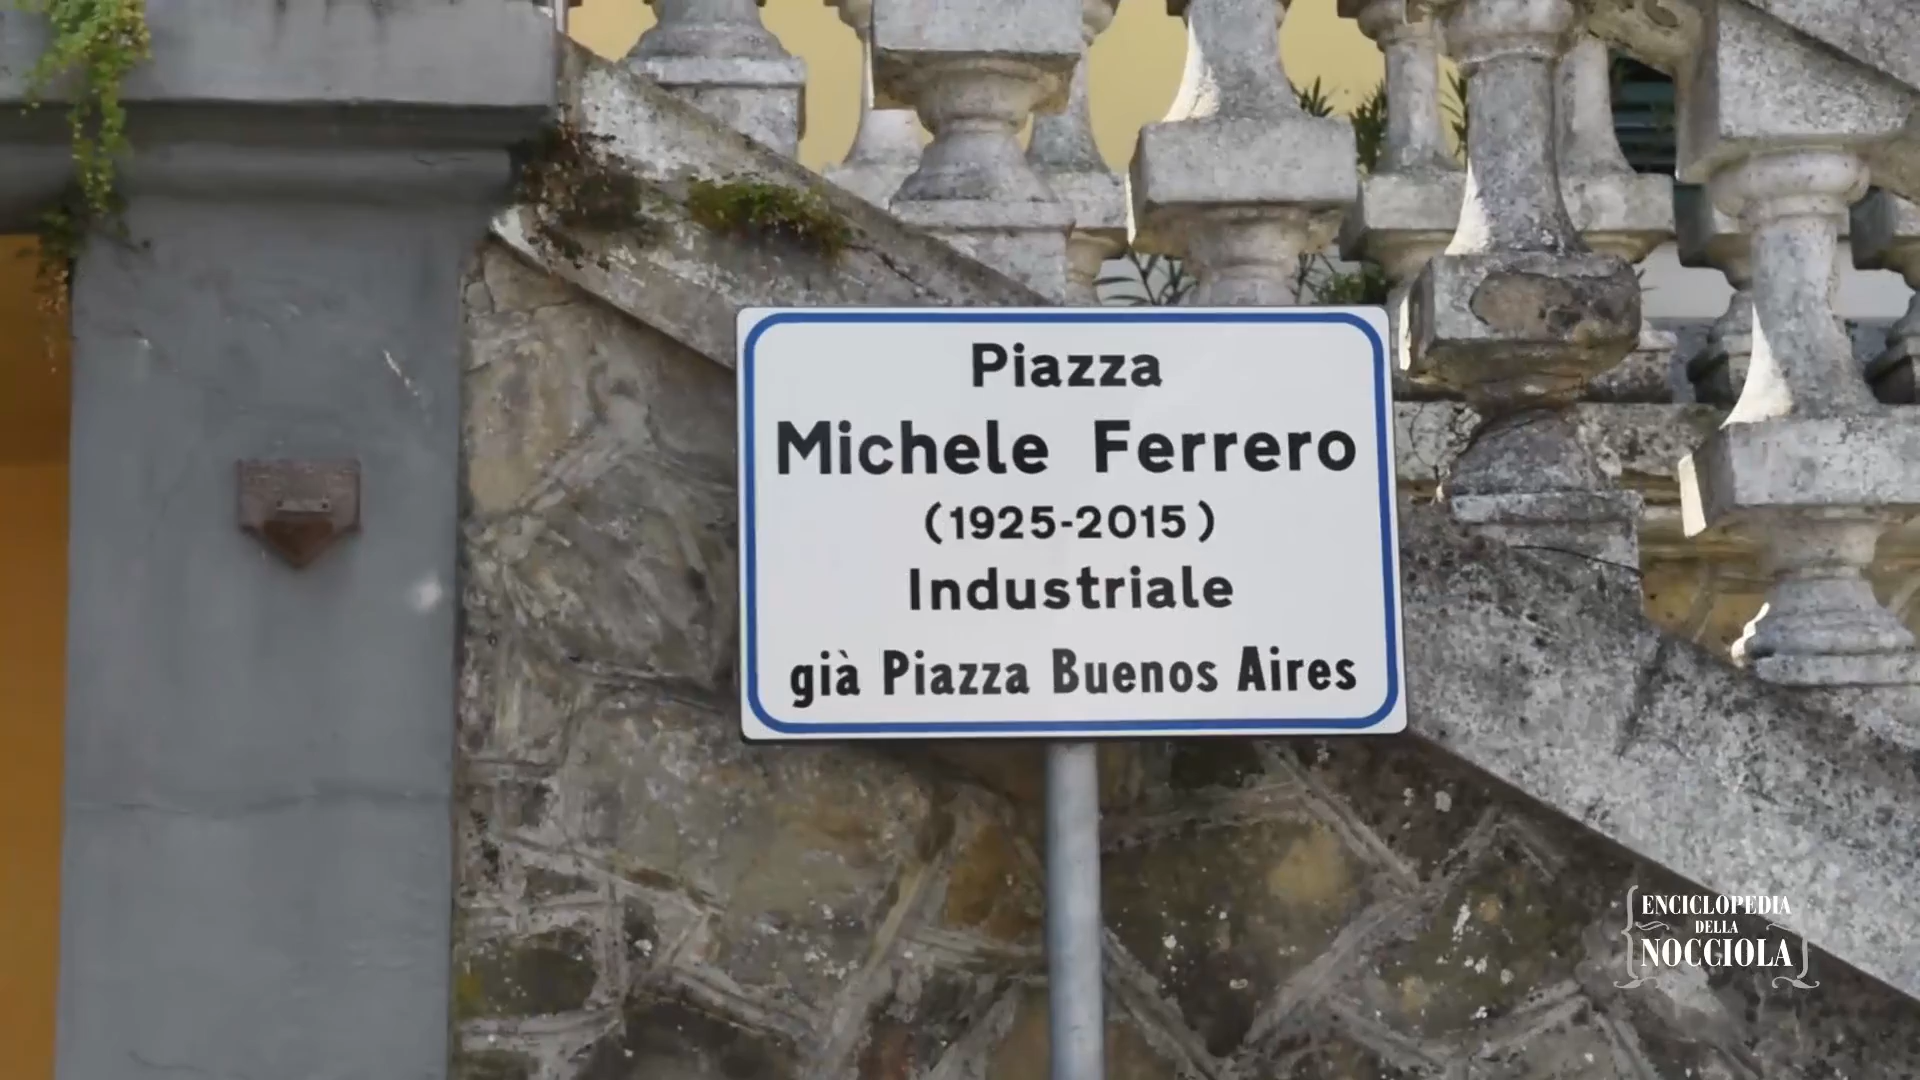 Piazza
Michele Ferrero
(1925-2015)
Industriale
già Piazza Buenos Aires
ENCICLOPEDIA
DELLA
NOCCIOLA